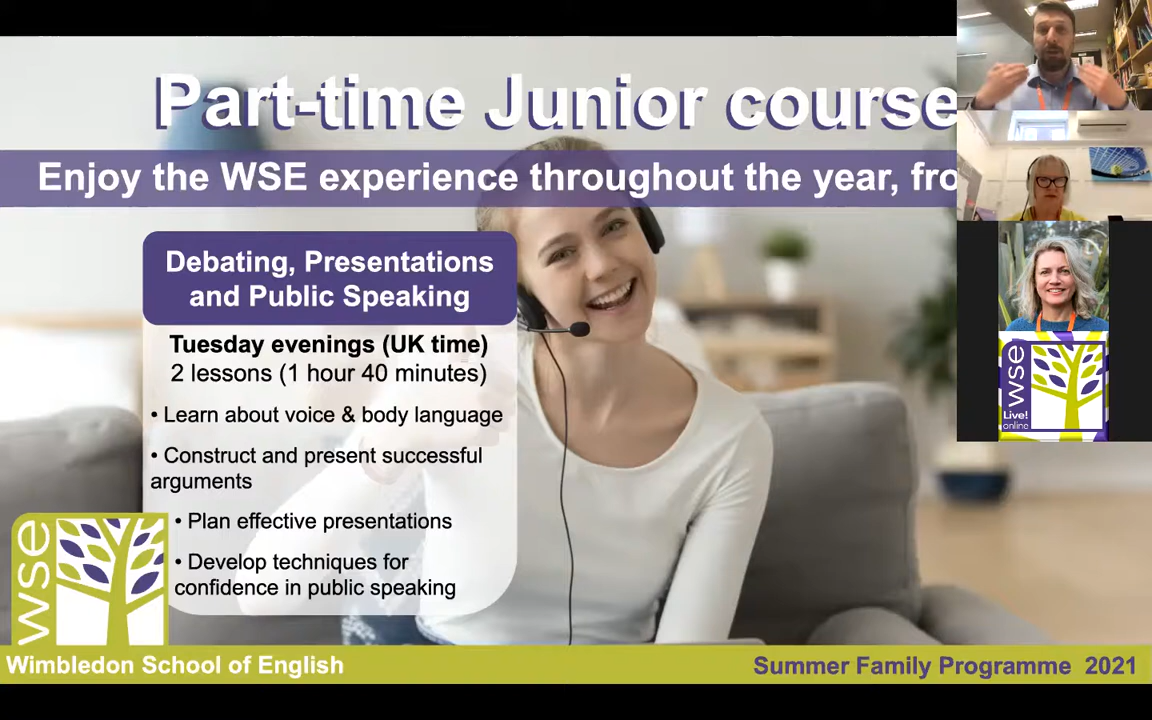 Part-time Junior course
Enjoy the WSE experience throughout the year, fro
Debating, Presentations
and Public Speaking
Tuesday evenings (UK time)
2 lessons (1 hour 40 minutes)
• Learn about voice & body language
• Construct and present successful
arguments
• Plan effective presentations
• Develop techniques for
confidence in public speaking
wse
Wimbledon School of English
Summer Family Programme 2021
wse
Live!
online